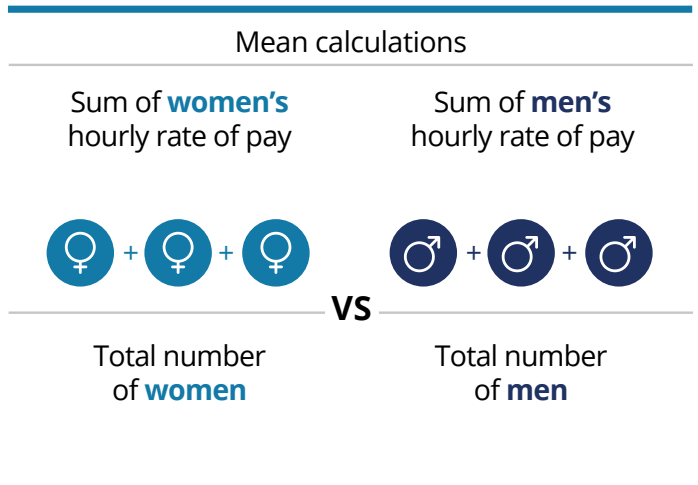 Mean calculations
Sum of women's
hourly rate of pay
Sum of men's
hourly rate of pay
+ + + +
VS
Total number
of women
Total number
of men